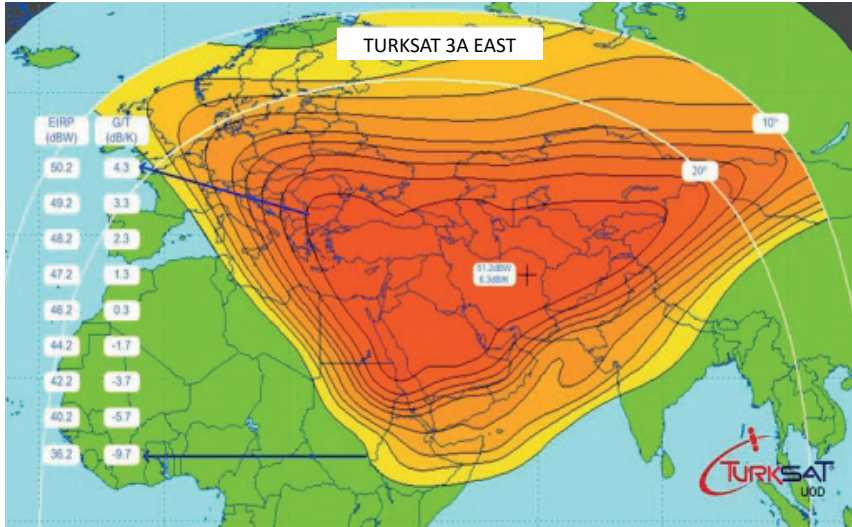 TURKSAT 3A EAST
EIRP G/T
(dBW) (dB/K)
50.2 4.3
49.2 3.3
48.2 2.3
47.2 1.3
46.2 0.3
44.2 -1.7
42.2 -3.7
40.2 -5.7
36.2 -9.7
10°
20°
51.2dBW
6.3dB/K
TURKSAT
UOD